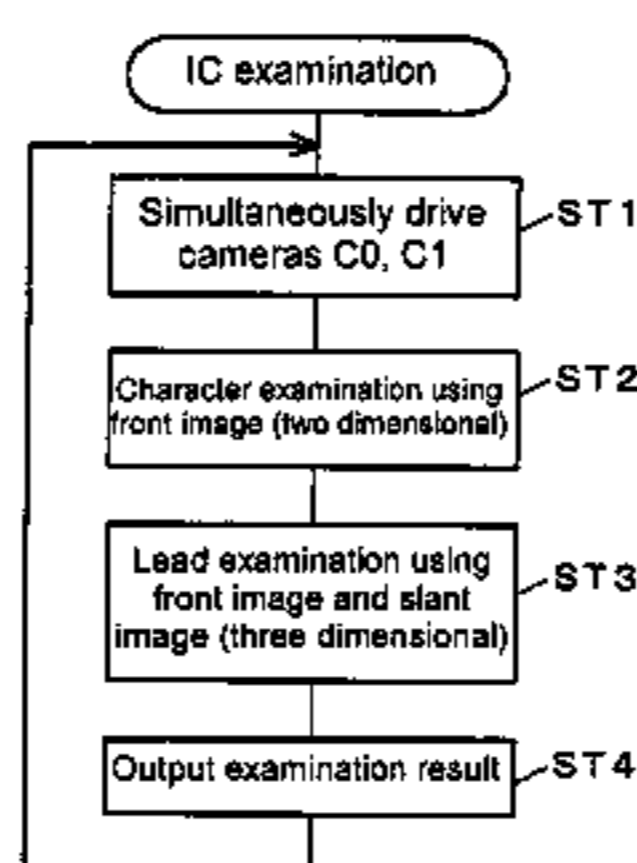 IC examination
Simultaneously drive
cameras C0, C1
ST1
Character examination using
front image (two dimensional)
ST2
Lead examination using
front image and slant
image (three dimensional)
ST3
Output examination result
ST4